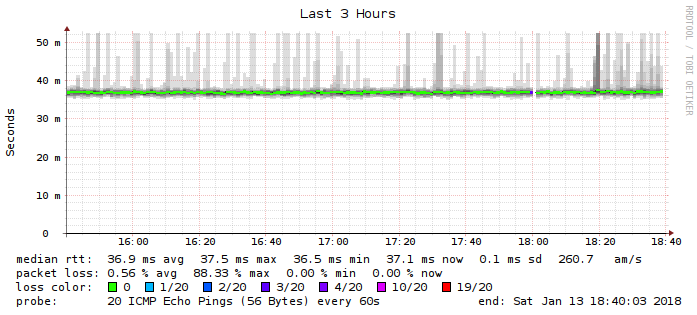 Last 3 Hours
RRDTOOL / TOBI OETIKER
Seconds
50 m
40 m
30 m
20 m
10 m
0
16:00 16:20 16:40 17:00 17:20 17:40 18:00 18:20 18:40
median rtt: 36.9 ms avg 37.5 ms max 36.5 ms min 37.1 ms now 0.1 ms sd 260.7 am/s
packet loss: 0.56 % avg 88.33 % max 0.00 % min 0.00 % now
loss color: 0 1/20 2/20 3/20 4/20 10/20 19/20
probe: 20 ICMP Echo Pings (56 Bytes) every 60s end: Sat Jan 13 18:40:03 2018